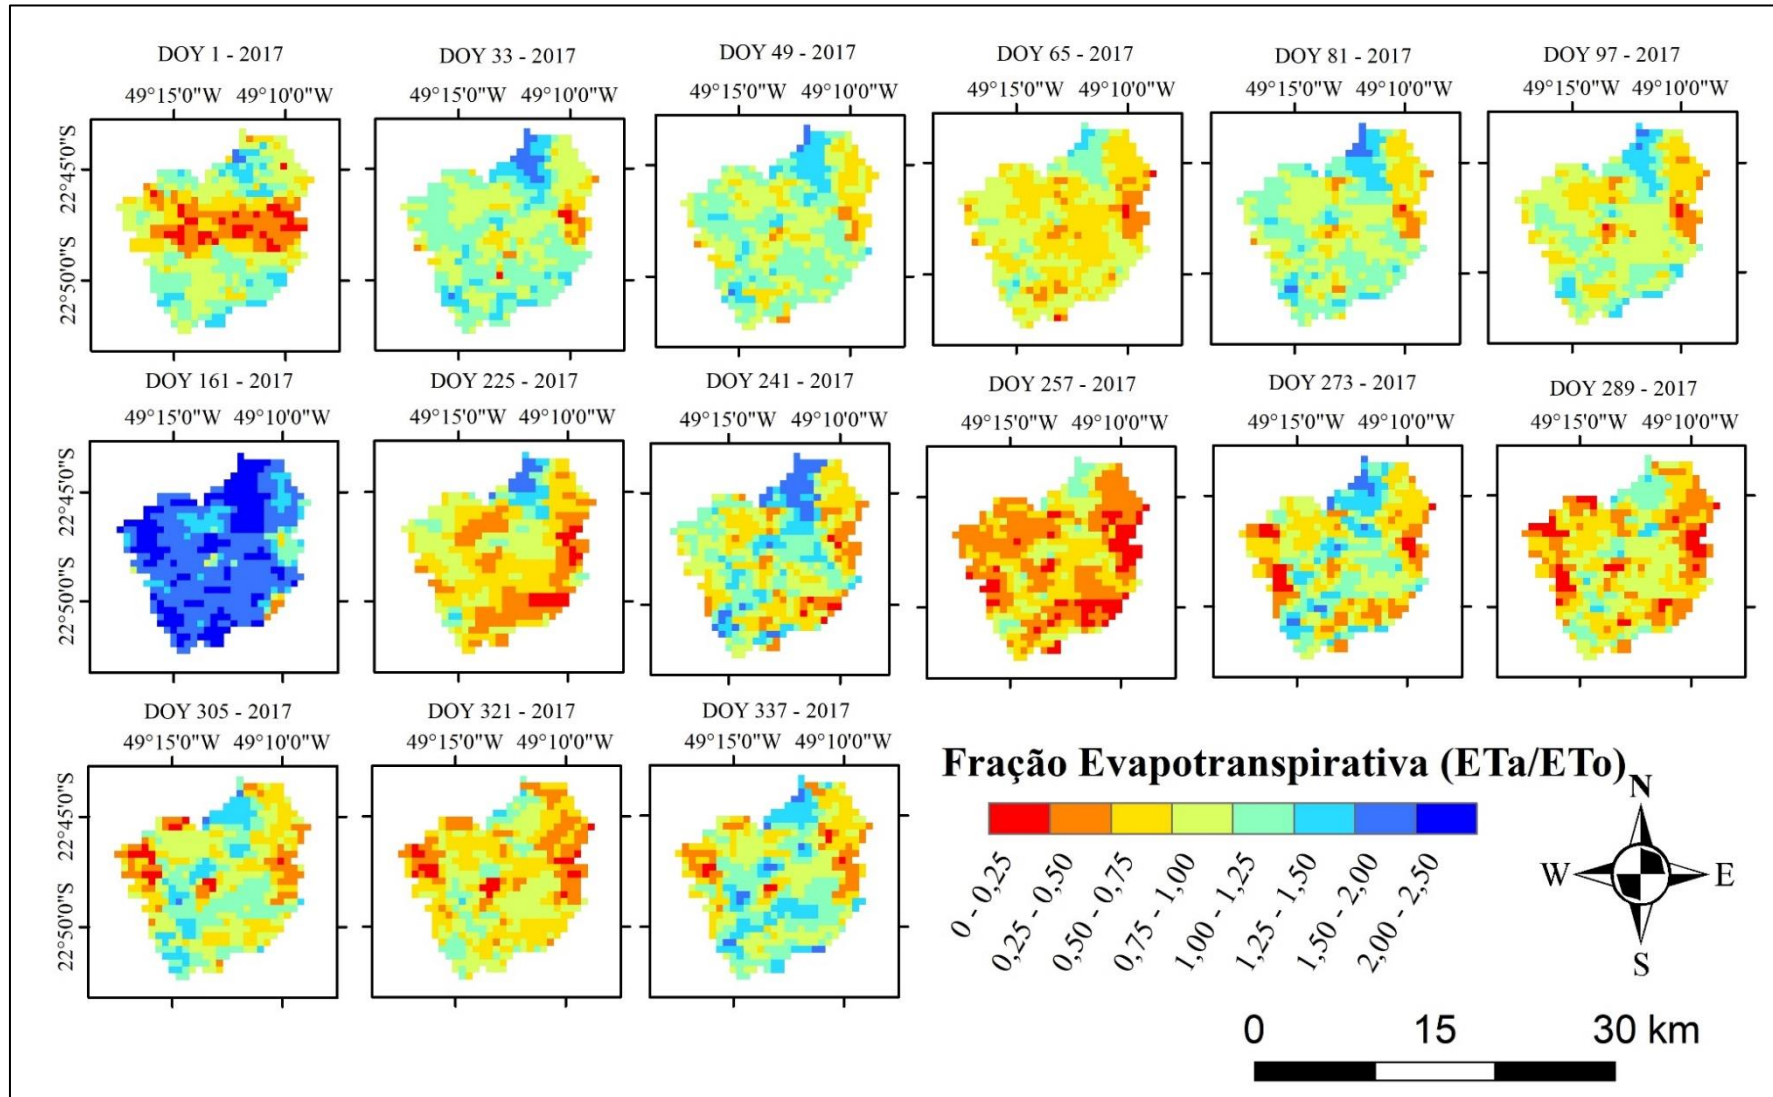 DOY 1 - 2017
DOY 33 - 2017
DOY 49 - 2017
DOY 65 - 2017
DOY 81 - 2017
DOY 97 - 2017
49°15'0"W 49°10'0"W
49°15'0"W 49°10'0"W
49°15'0"W 49°10'0"W
49°15'0"W 49°10'0"W
49°15'0"W 49°10'0"W
49°15'0"W 49°10'0"W
22°45'0"S
22°50'0"S
DOY 161 - 2017
DOY 225 - 2017
DOY 241 - 2017
DOY 257 - 2017
DOY 273 - 2017
DOY 289 - 2017
49°15'0"W 49°10'0"W
49°15'0"W 49°10'0"W
49°15'0"W 49°10'0"W
49°15'0"W 49°10'0"W
49°15'0"W 49°10'0"W
49°15'0"W 49°10'0"W
22°45'0"S
22°50'0"S
DOY 305 - 2017
DOY 321 - 2017
DOY 337 - 2017
49°15'0"W 49°10'0"W
49°15'0"W 49°10'0"W
49°15'0"W 49°10'0"W
22°45'0"S
22°50'0"S
Fração Evapotranspirativa (ETa/ETo)
0 - 0,25
0,25 - 0,50
0,50 - 0,75
0,75 - 1,00
1,00 - 1,25
1,25 - 1,50
1,50 - 2,00
2,00 - 2,50
N
W
E
S
0 15 30 km